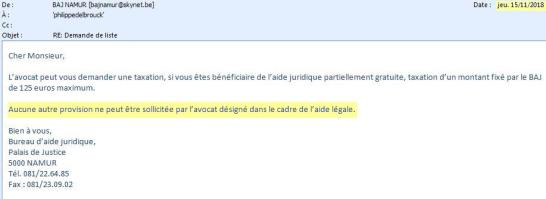 De : BAJ NAMUR [bajnamur@skynet.be] Date : jeu. 15/11/2018
À : 'philippedelbrouck'
Cc :
Objet : RE: Demande de liste
Cher Monsieur,
L'avocat peut vous demander une taxation, si vous êtes bénéficiaire de l'aide juridique partiellement gratuite, taxation d'un montant fixé par le BAJ
de 125 euros maximum.
Aucune autre provision ne peut être sollicitée par l'avocat désigné dans le cadre de l'aide légale.
Bien à vous,
Bureau d'aide juridique,
Palais de Justice
5000 NAMUR
Tél. 081/22.64.85
Fax : 081/23.09.02